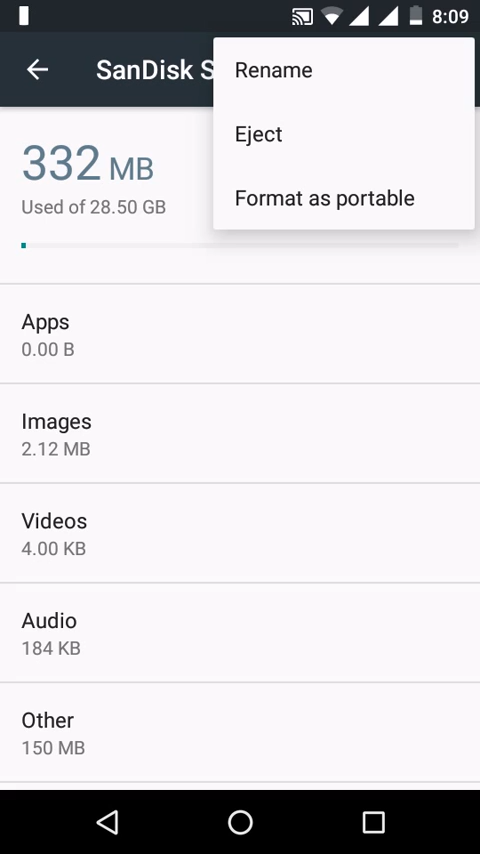 8:09
SanDisk S
Rename
Eject
Format as portable
332 MB
Used of 28.50 GB
Apps
0.00 B
Images
2.12 MB
Videos
4.00 KB
Audio
184 KB
Other
150 MB